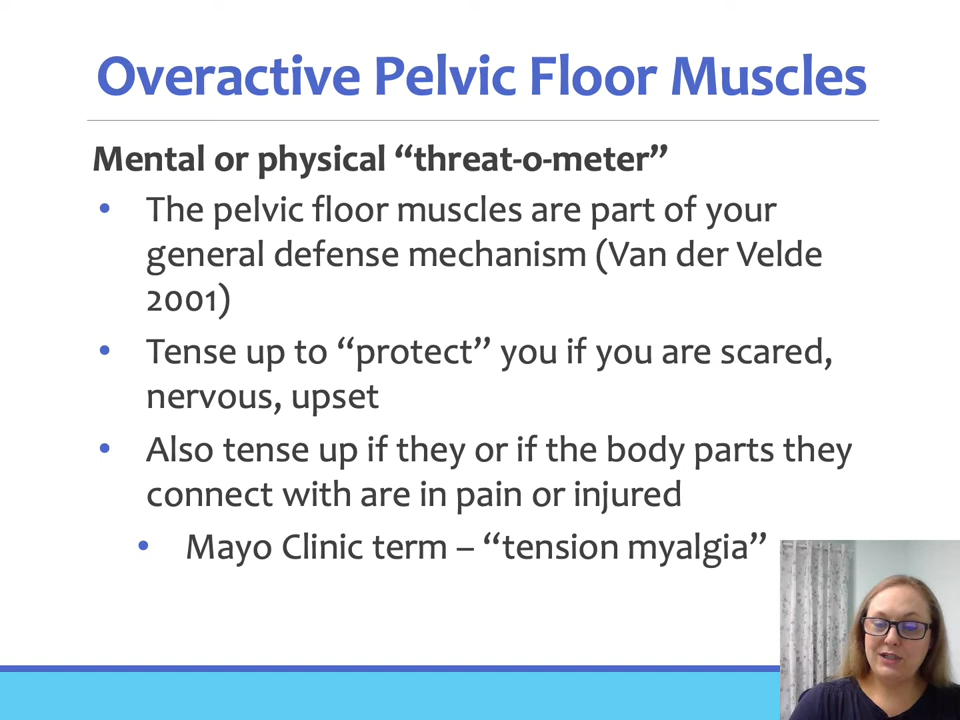 Overactive Pelvic Floor Muscles
Mental or physical “threat-o-meter”
• The pelvic floor muscles are part of your
general defense mechanism (Van der Velde
2001)
• Tense up to “protect” you if you are scared,
nervous, upset
• Also tense up if they or if the body parts they
connect with are in pain or injured
• Mayo Clinic term – “tension myalgia”